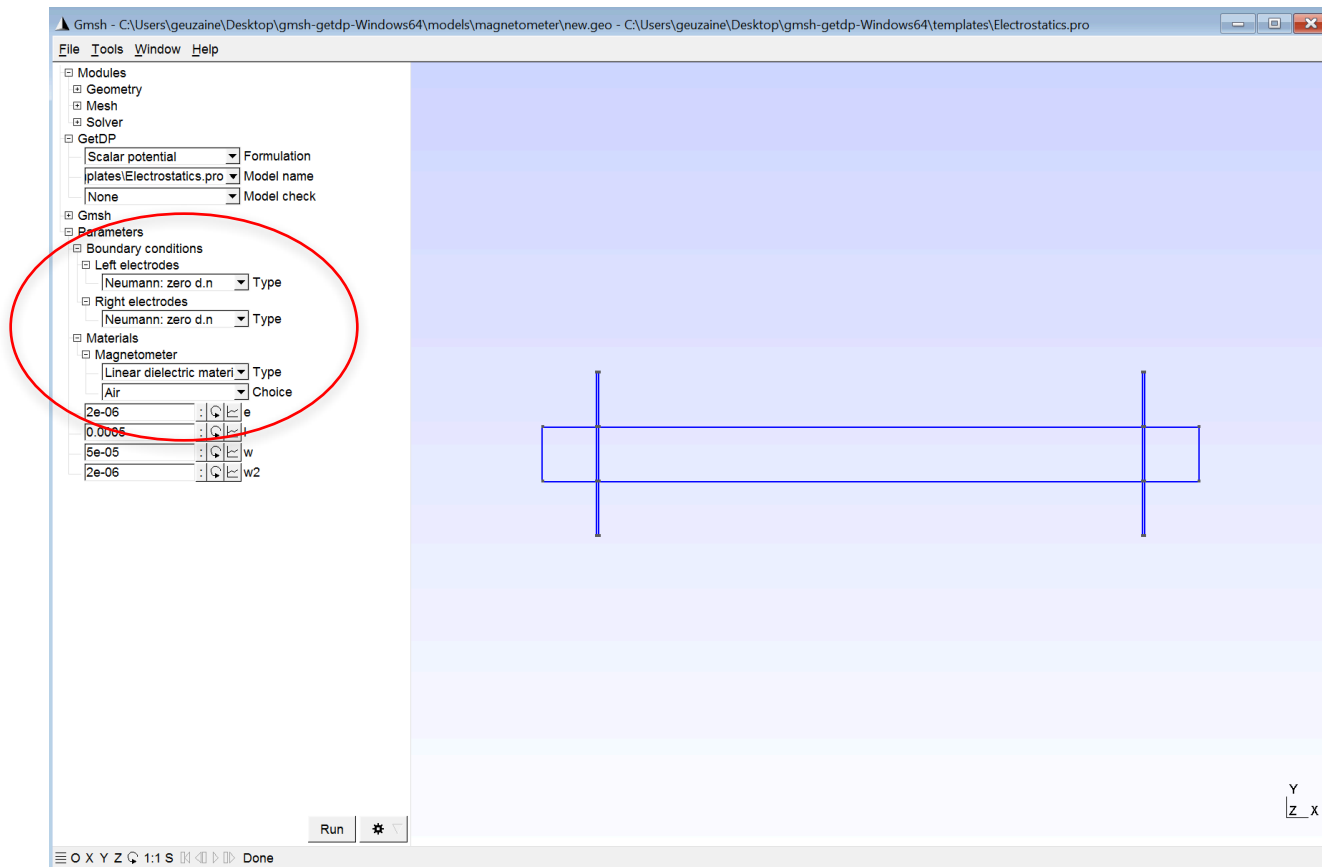 Gmsh - C:\Users\geuzaine\Desktop\gmsh-getdp-Windows64\models\magnetometer\new.geo - C:\Users\geuzaine\Desktop\gmsh-getdp-Windows64\templates\Electrostatics.pro
File Tools Window Help
Modules
Geometry
Mesh
Solver
GetDP
Scalar potential Formulation
plates\Electrostatics.pro Model name
None Model check
Gmsh
Parameters
Boundary conditions
Left electrodes
Neumann: zero d.n Type
Right electrodes
Neumann: zero d.n Type
Materials
Magnetometer
Linear dielectric materi Type
Air Choice
2e-06 : e
0.0005 : l
5e-05 : w
2e-06 : w2
Y
Z X
Run
O X Y Z 1:1 S Done